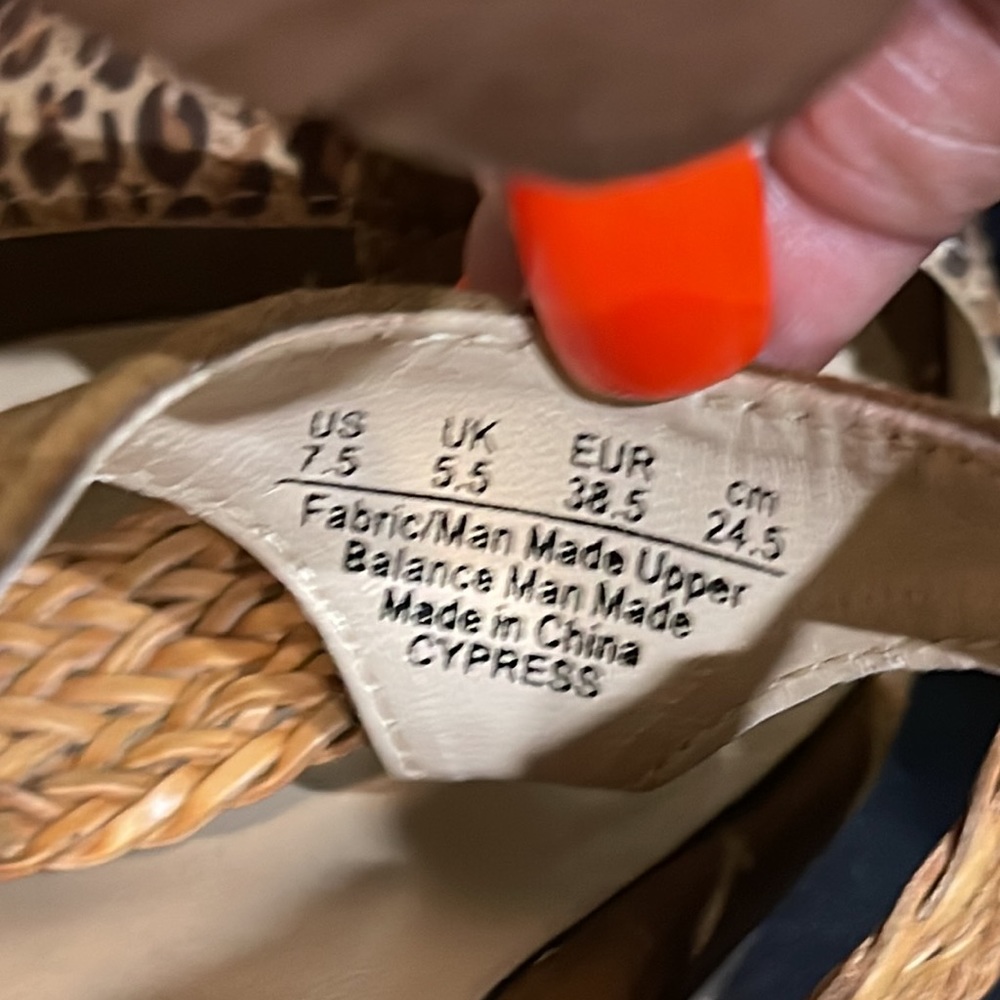 US UK EUR cm
7.5 5.5 38.5 24.5
Fabric/Man Made Upper
Balance Man Made
Made in China
CYPRESS